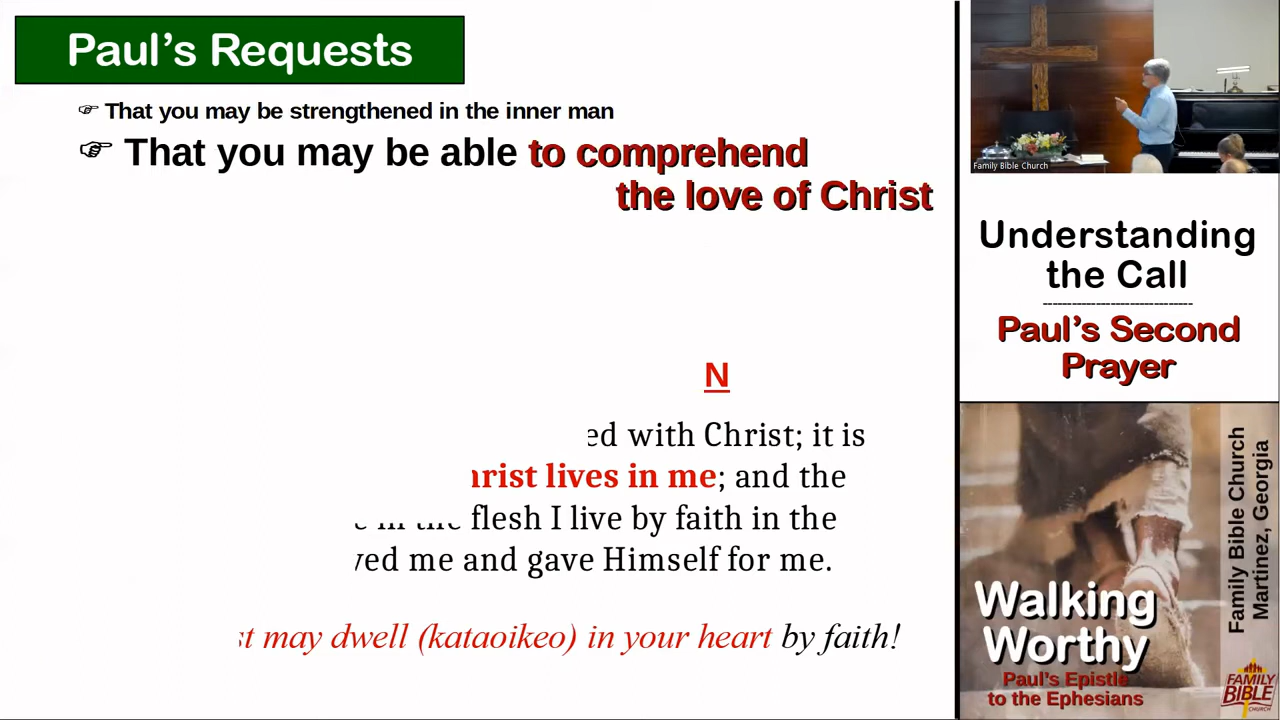 Paul's Requests
☞ That you may be strengthened in the inner man
☞ That you may be able to comprehend
the love of Christ
N
with Christ; it is
lives in me; and the
flesh I live by faith in the
me and gave Himself for me.
may dwell (kataoikeo) in your heart by faith!
Family Bible Church
Understanding
the Call
Paul's Second
Prayer
Walking
Worthy
Paul's Epistle
to the Ephesians
Family Bible Church
Martinez, Georgia
FAMILY
BIBLE
CHURCH